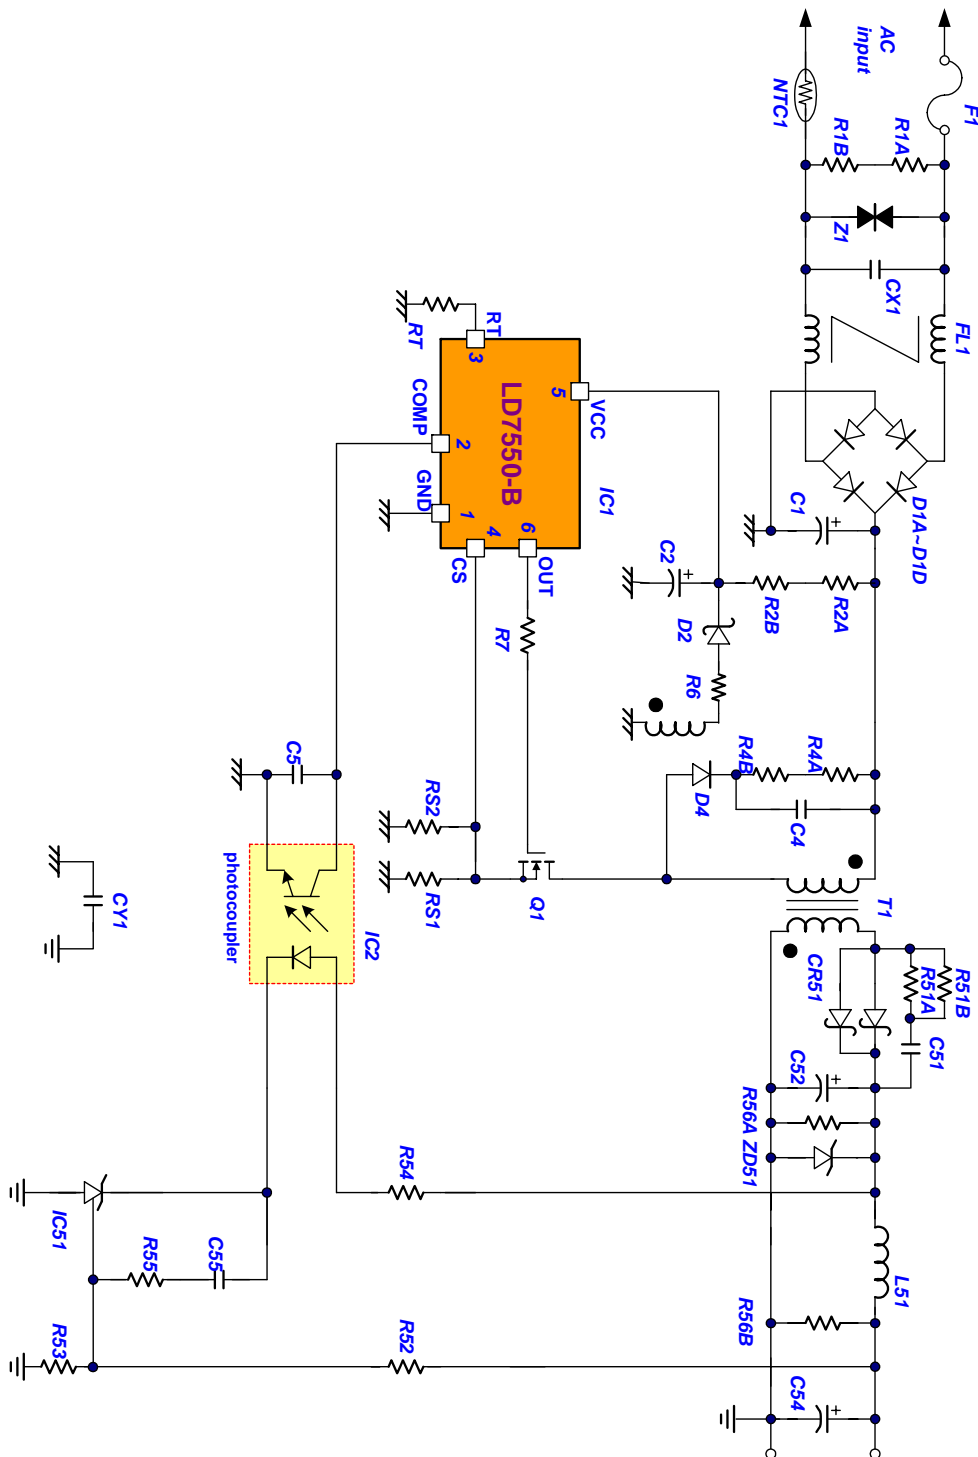 AC
input
F1
NTC1
R1A
R1B
Z1
CX1
FL1
D1A~D1D
C1
R2A
R2B
C2
+
+
D2
R6
R4A
R4B
C4
D4
T1
R51B
R51A
C51
CR51
C52
+
R56A
ZD51
L51
R56B
C54
+
RT
RT
3
VCC
5
COMP
2
LD7550-B
IC1
GND
1
4
CS
6
OUT
R7
Q1
RS2
RS1
C5
IC2
photocoupler
CY1
R54
IC51
R55
C55
R53
R52